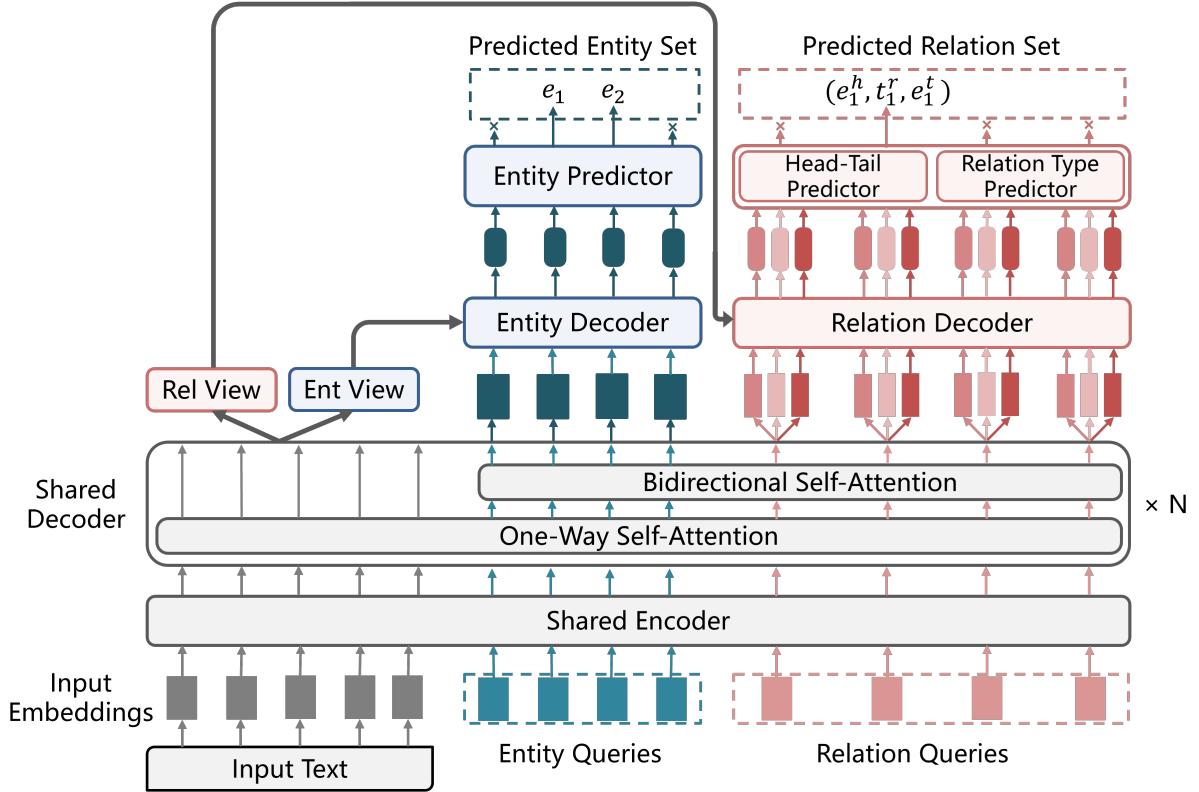 Predicted Entity Set
Predicted Relation Set
e₁ e₂
(e₁ʰ, t₁ʳ, e₁ᵗ)
× ×
× × ×
Entity Predictor
Head-Tail
Predictor
Relation Type
Predictor
Entity Decoder
Relation Decoder
Rel View
Ent View
Shared
Decoder
Bidirectional Self-Attention
One-Way Self-Attention
× N
Shared Encoder
Input
Embeddings
Input Text
Entity Queries
Relation Queries